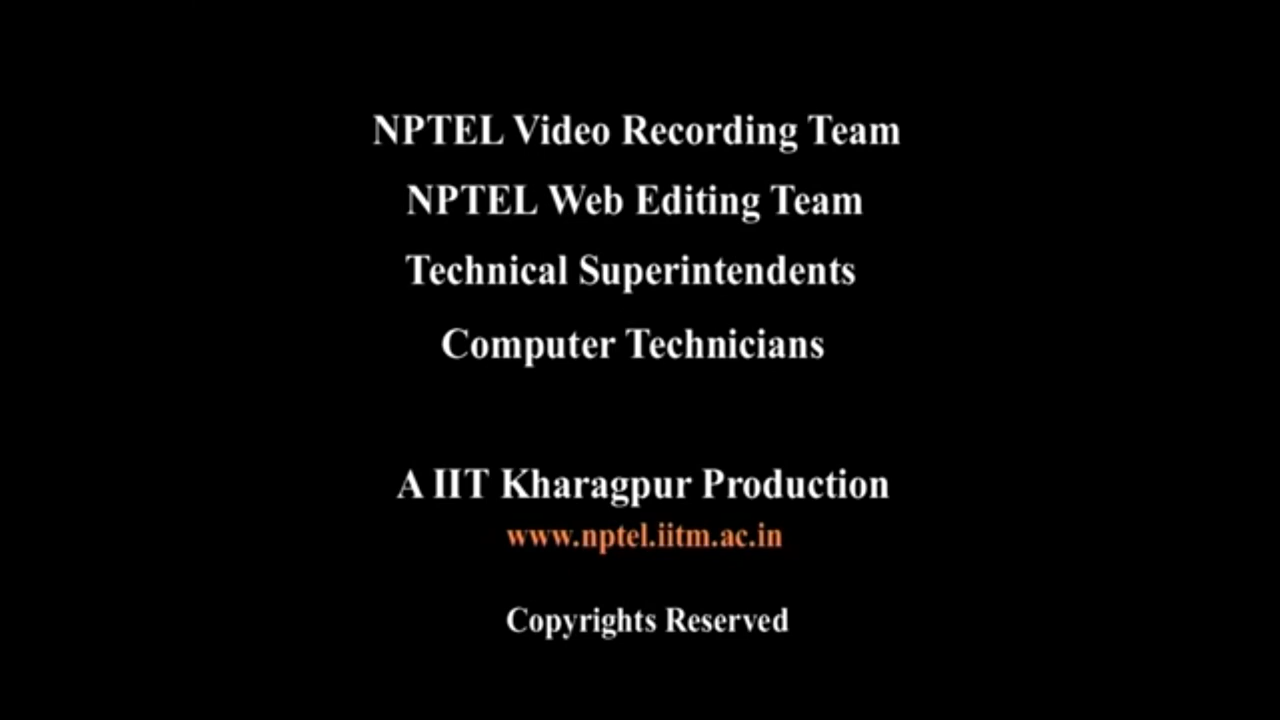 NPTEL Video Recording Team
NPTEL Web Editing Team
Technical Superintendents
Computer Technicians
A IIT Kharagpur Production
www.nptel.iitm.ac.in
Copyrights Reserved